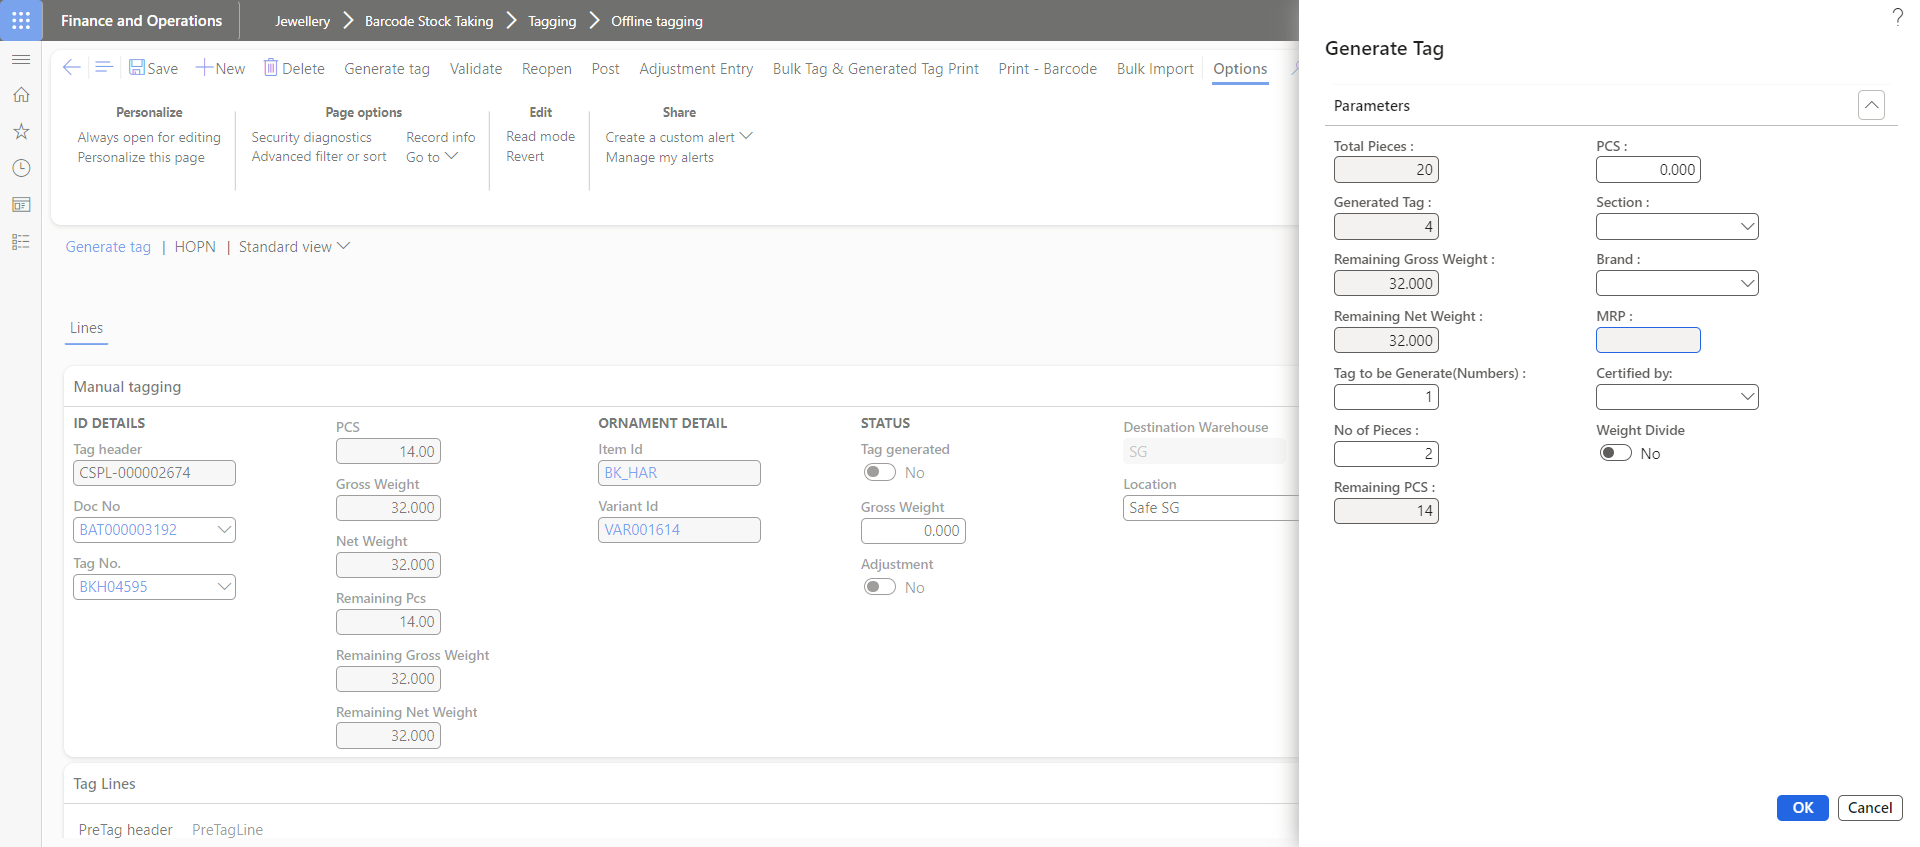 Finance and Operations
Jewellery
Barcode Stock Taking
Tagging
Offline tagging
?
Save
New
Delete
Generate tag
Validate
Reopen
Post
Adjustment Entry
Bulk Tag & Generated Tag Print
Print - Barcode
Bulk Import
Options
Personalize
Always open for editing
Personalize this page
Page options
Security diagnostics
Advanced filter or sort
Record info
Go to
Edit
Read mode
Revert
Share
Create a custom alert
Manage my alerts
Generate tag | HOPN | Standard view
Lines
Manual tagging
ID DETAILS
Tag header
CSPL-000002674
Doc No
BAT000003192
Tag No.
BKH04595
PCS
14.00
Gross Weight
32.000
Net Weight
32.000
Remaining Pcs
14.00
Remaining Gross Weight
32.000
Remaining Net Weight
32.000
ORNAMENT DETAIL
Item Id
BK_HAR
Variant Id
VAR001614
STATUS
Tag generated
No
Gross Weight
0.000
Adjustment
No
Destination Warehouse
SG
Location
Safe SG
Tag Lines
PreTag header
PreTagLine
Generate Tag
Parameters
Total Pieces :
20
Generated Tag :
4
Remaining Gross Weight :
32.000
Remaining Net Weight :
32.000
Tag to be Generate(Numbers) :
1
No of Pieces :
2
Remaining PCS :
14
PCS :
0.000
Section :
Brand :
MRP :
Certified by:
Weight Divide
No
OK
Cancel